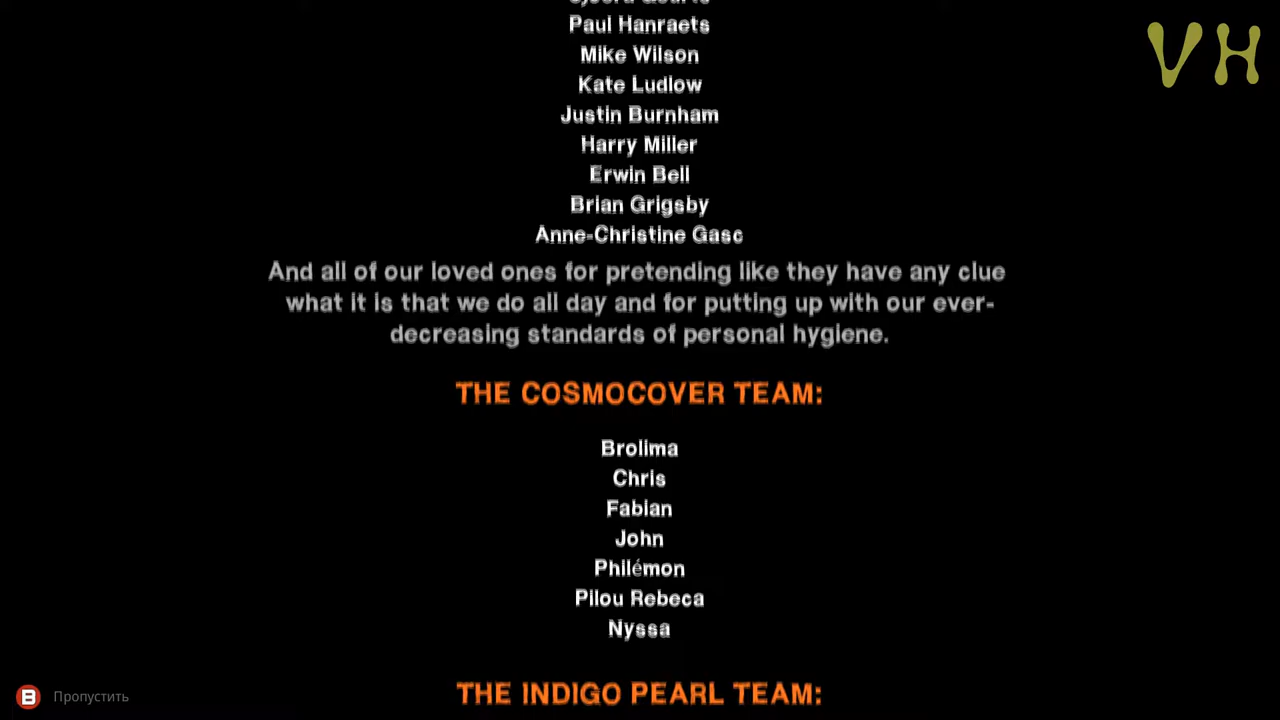 Paul Hanraets
Mike Wilson
Kate Ludlow
Justin Burnham
Harry Miller
Erwin Bell
Brian Grigsby
Anne-Christine Gasc
And all of our loved ones for pretending like they have any clue
what it is that we do all day and for putting up with our ever-
decreasing standards of personal hygiene.
THE COSMOCOVER TEAM:
Brolima
Chris
Fabian
John
Philémon
Pilou Rebeca
Nyssa
THE INDIGO PEARL TEAM:
B Пропустить
VH